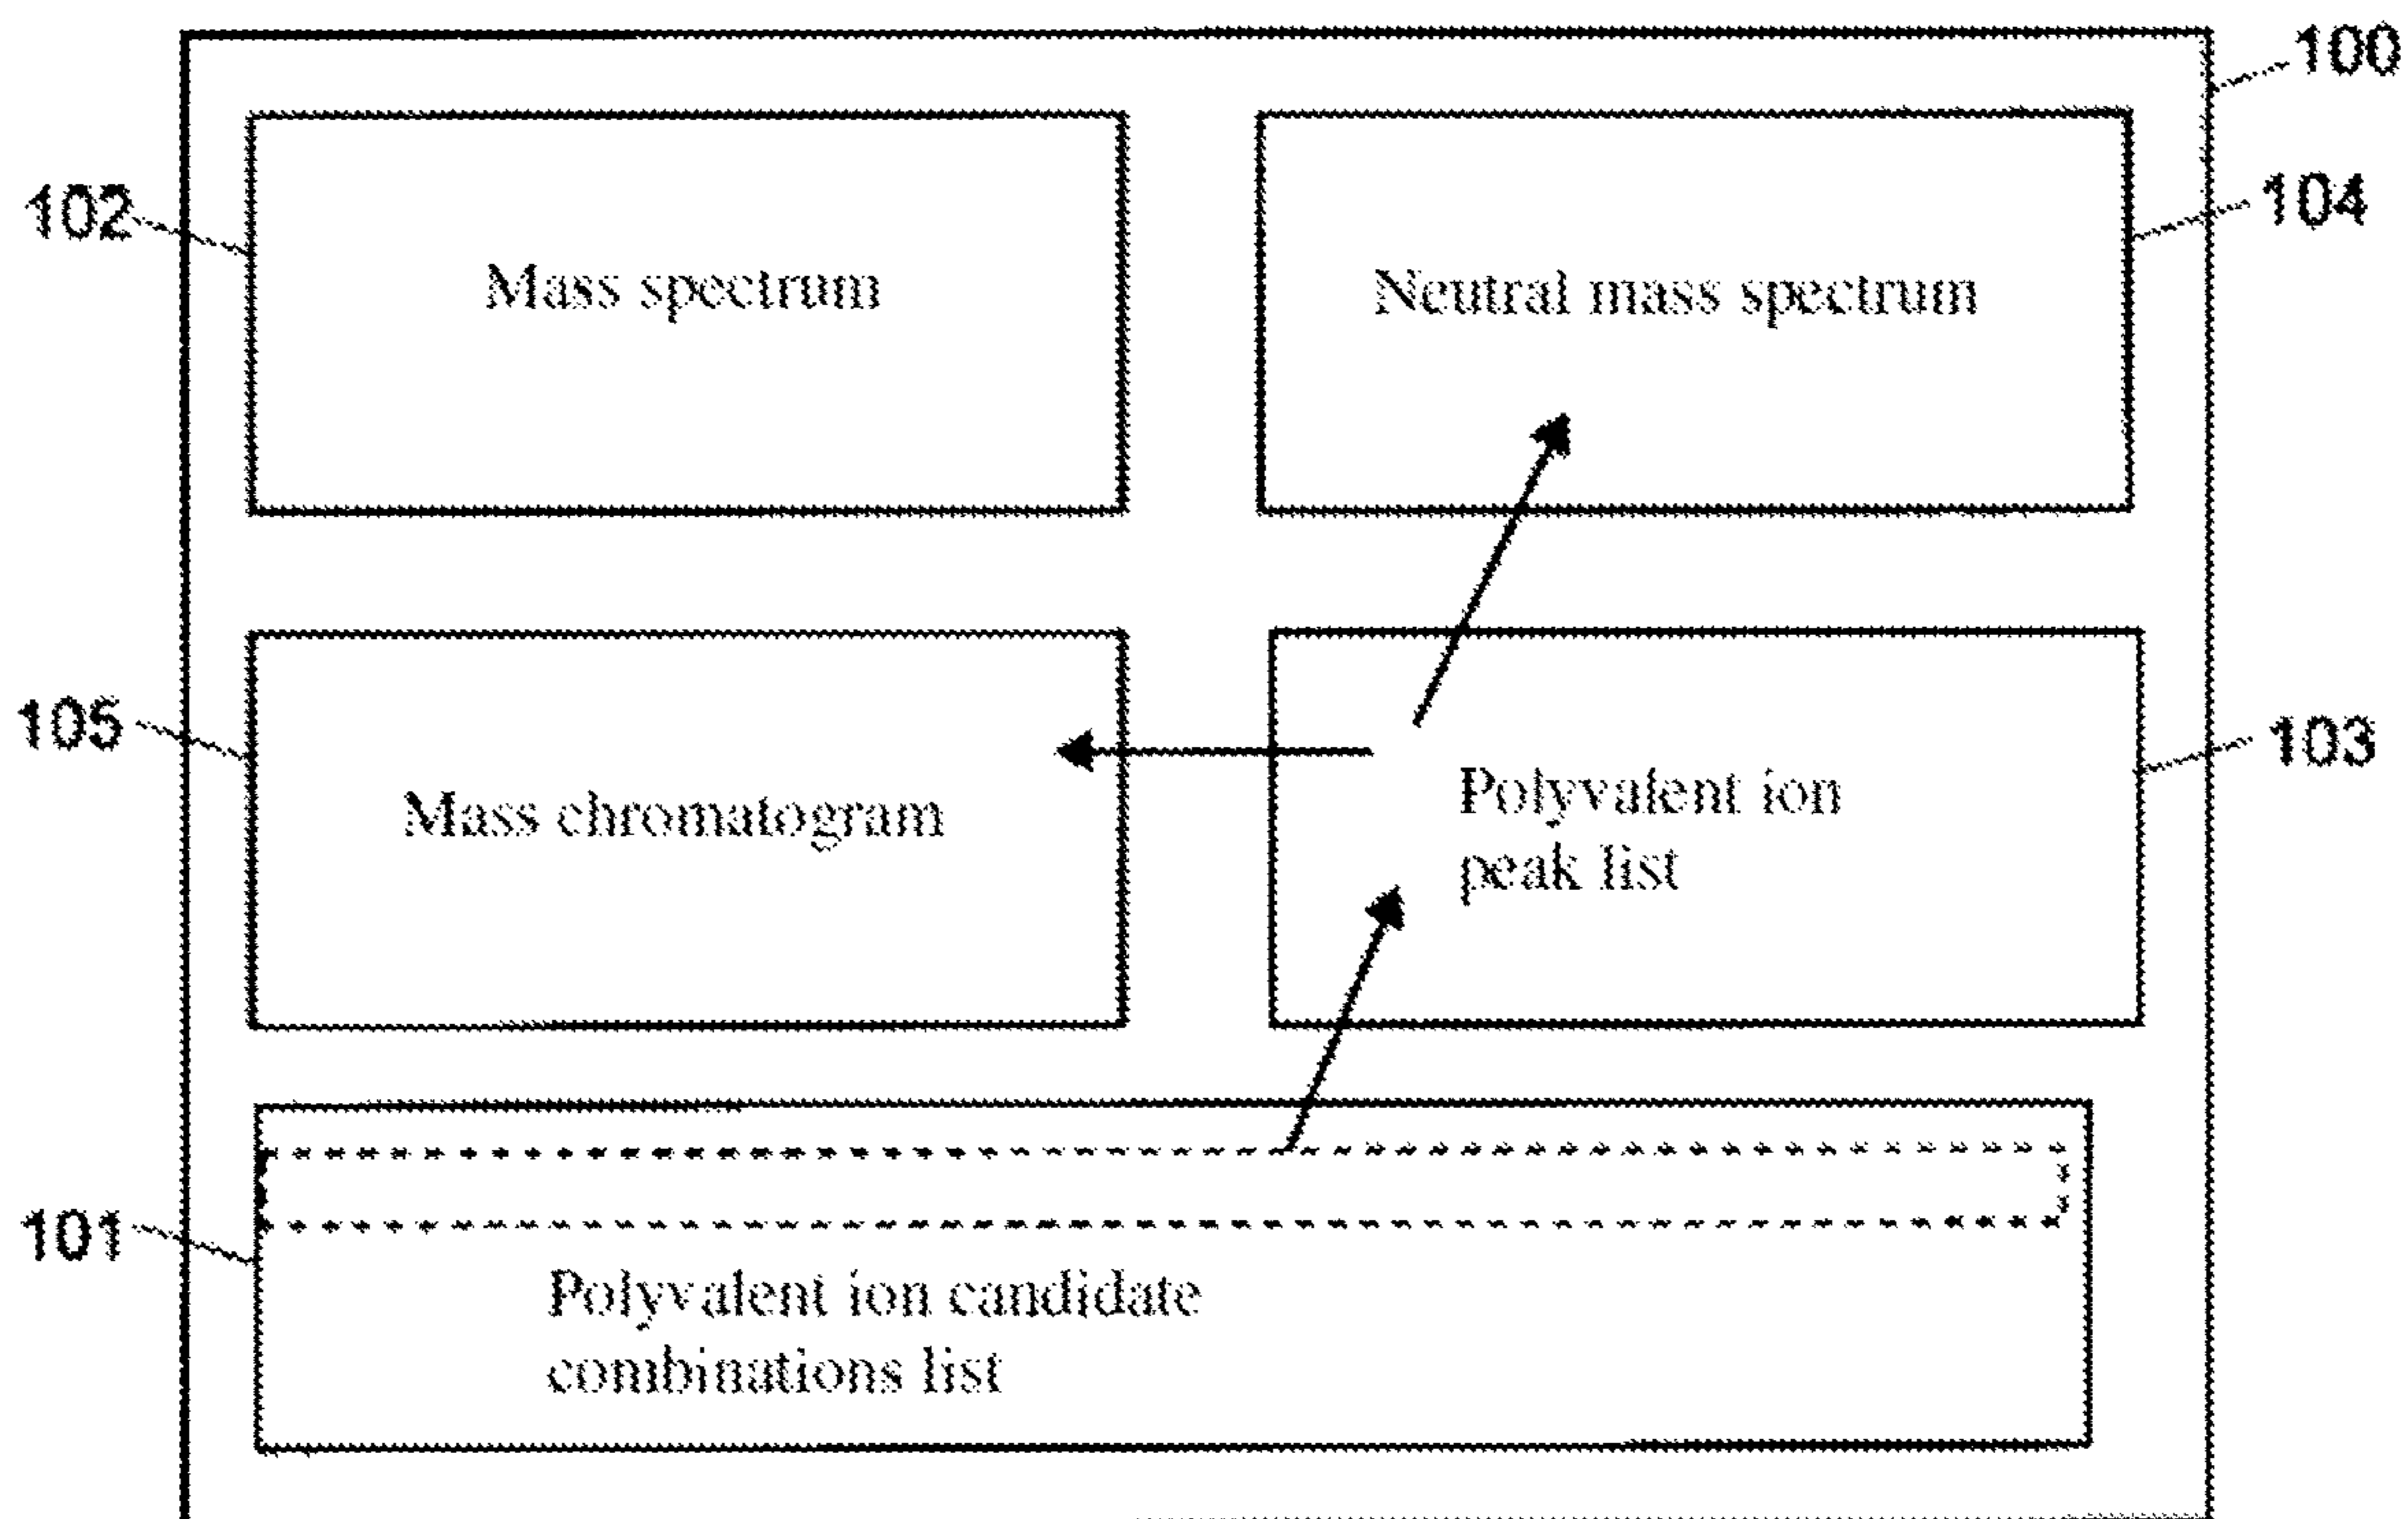 100
102
104
Mass spectrum
Neutral mass spectrum
105
103
Mass chromatogram
Polyvalent ion
peak list
101
Polyvalent ion candidate
combinations list